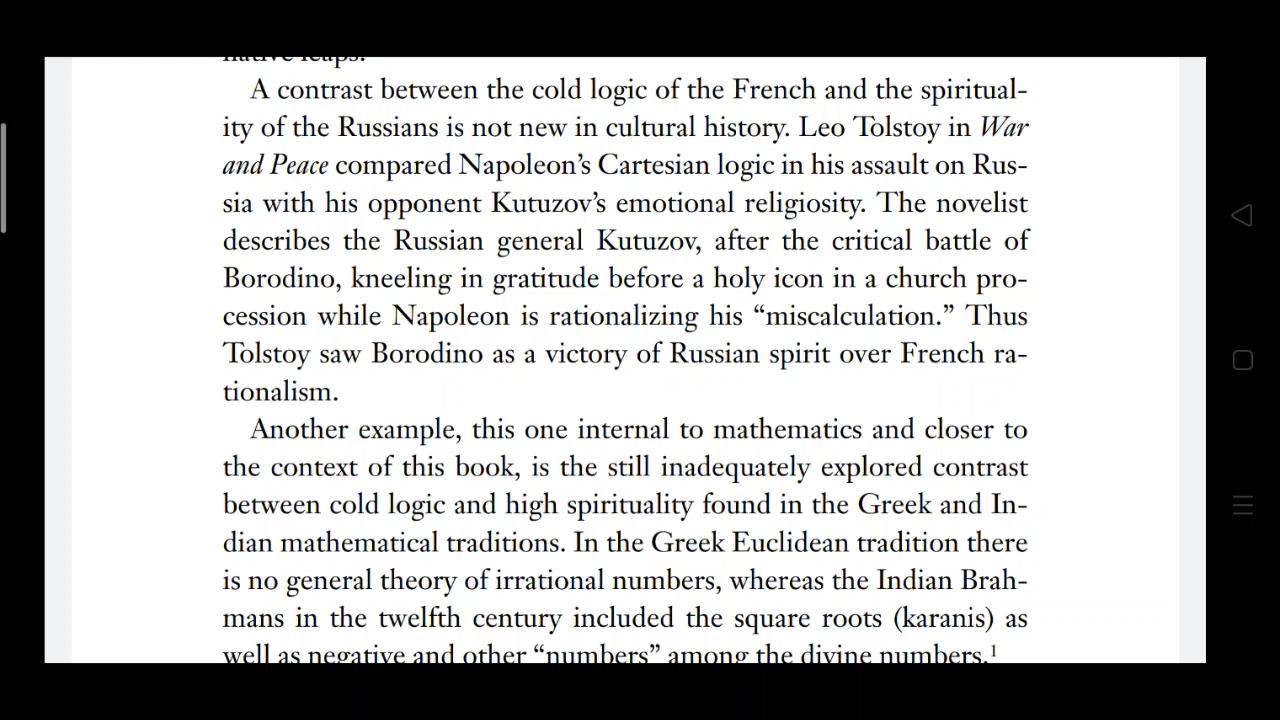 native leaps.
A contrast between the cold logic of the French and the spiritual-
ity of the Russians is not new in cultural history. Leo Tolstoy in War
and Peace compared Napoleon’s Cartesian logic in his assault on Rus-
sia with his opponent Kutuzov’s emotional religiosity. The novelist
describes the Russian general Kutuzov, after the critical battle of
Borodino, kneeling in gratitude before a holy icon in a church pro-
cession while Napoleon is rationalizing his “miscalculation.” Thus
Tolstoy saw Borodino as a victory of Russian spirit over French ra-
tionalism.
Another example, this one internal to mathematics and closer to
the context of this book, is the still inadequately explored contrast
between cold logic and high spirituality found in the Greek and In-
dian mathematical traditions. In the Greek Euclidean tradition there
is no general theory of irrational numbers, whereas the Indian Brah-
mans in the twelfth century included the square roots (karanis) as
well as negative and other “numbers” among the divine numbers.¹